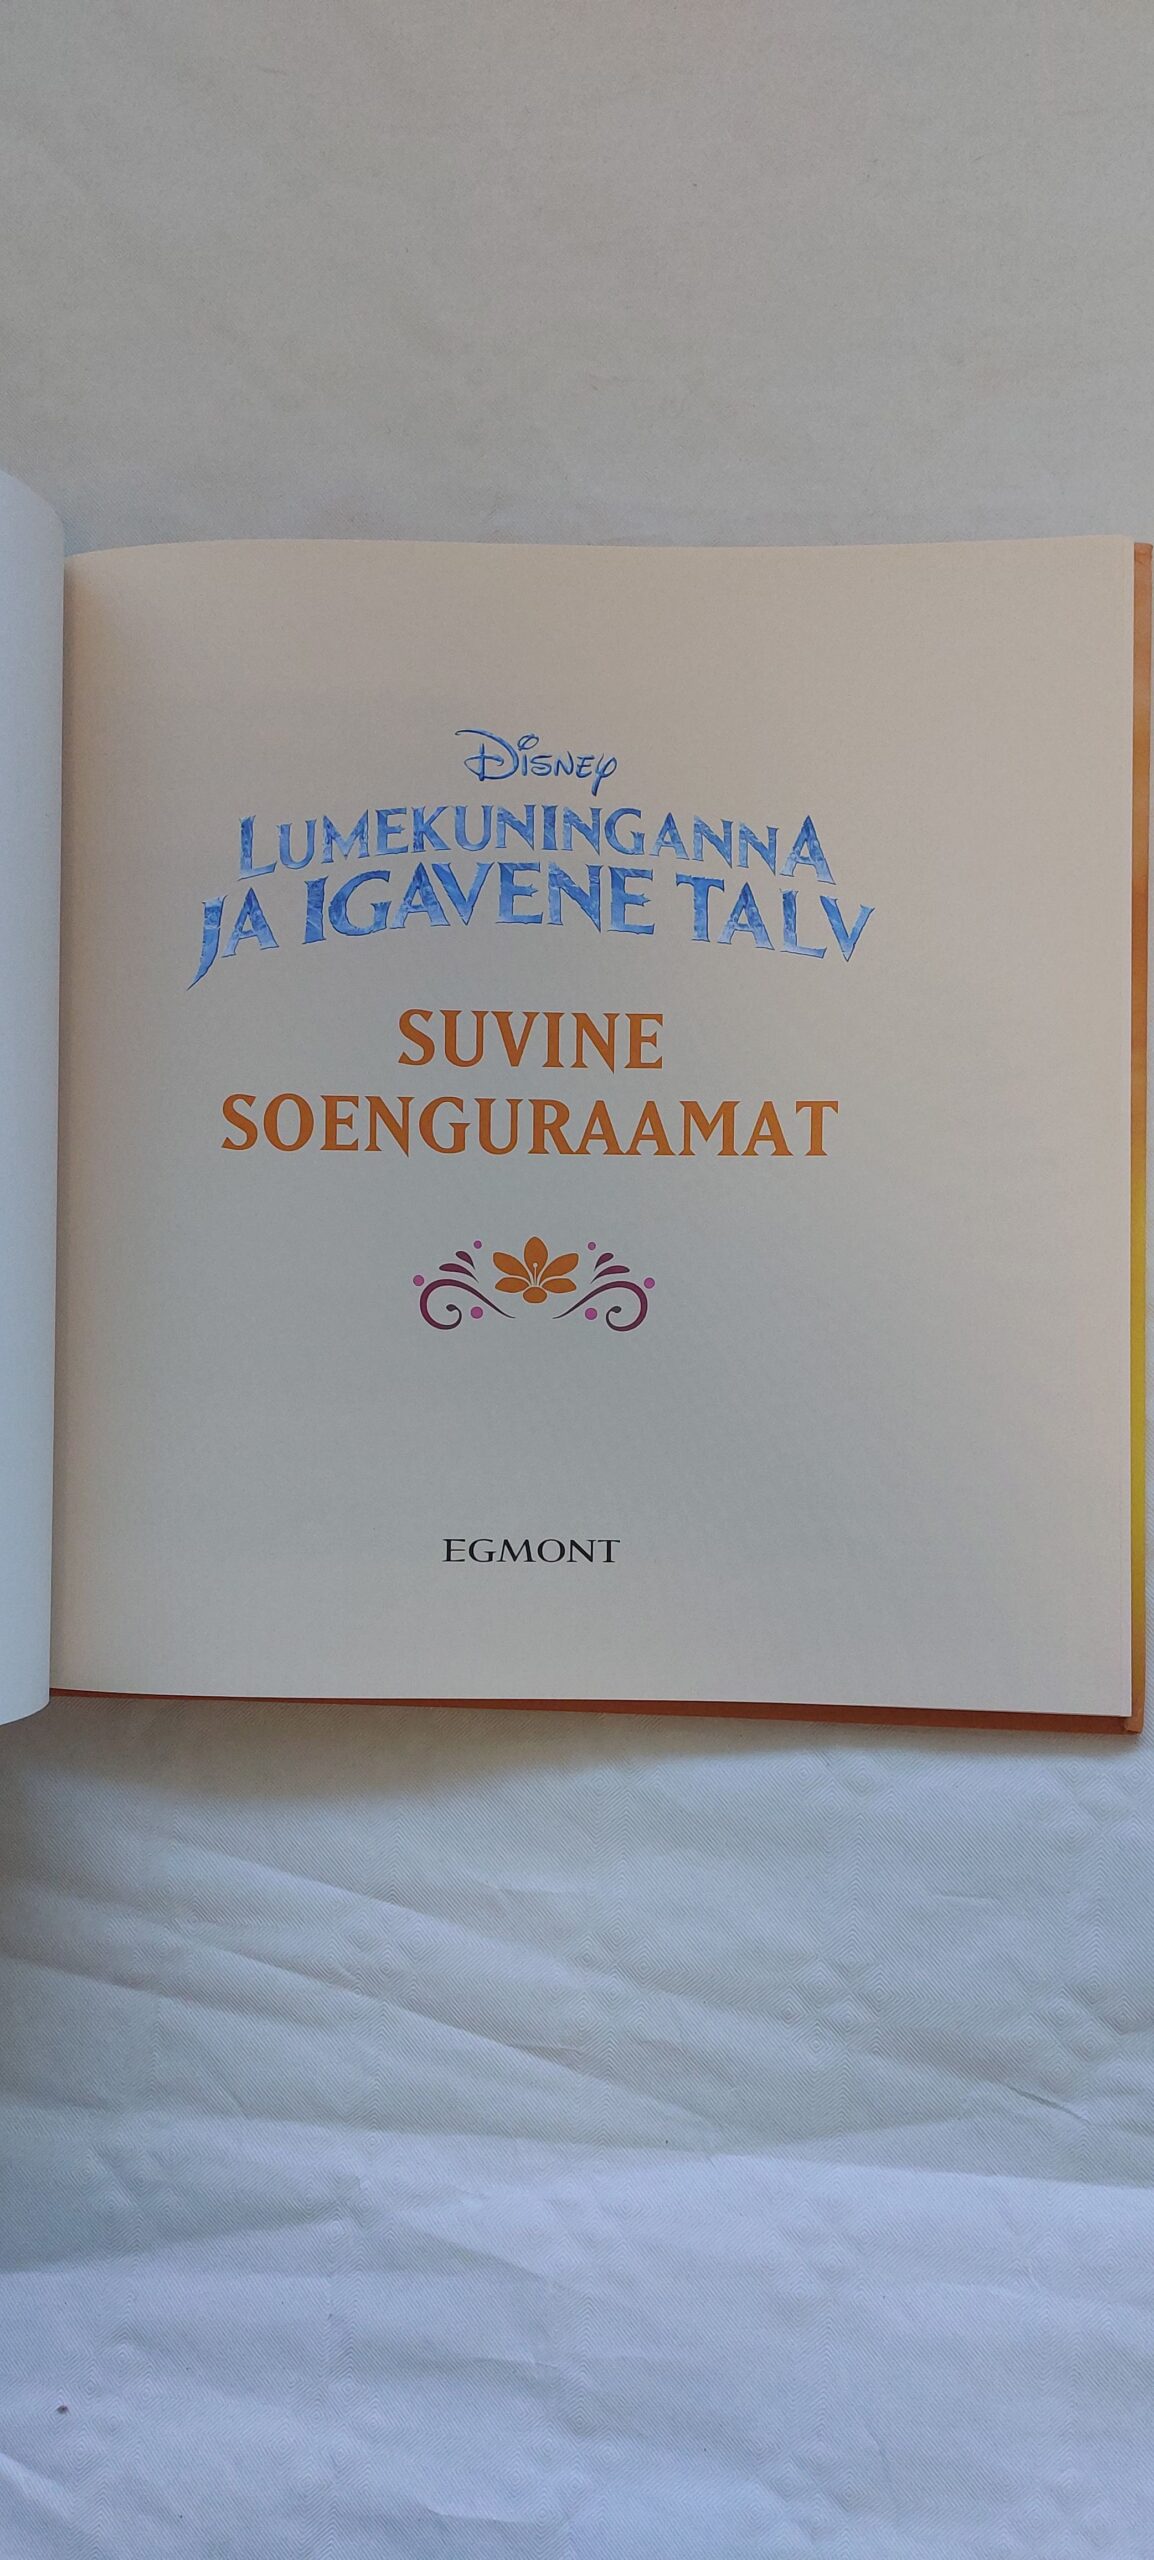 Disney
LUMEKUNINGANNA
JA IGAVENE TALV
SUVINE
SOENGURAAMAT
EGMONT